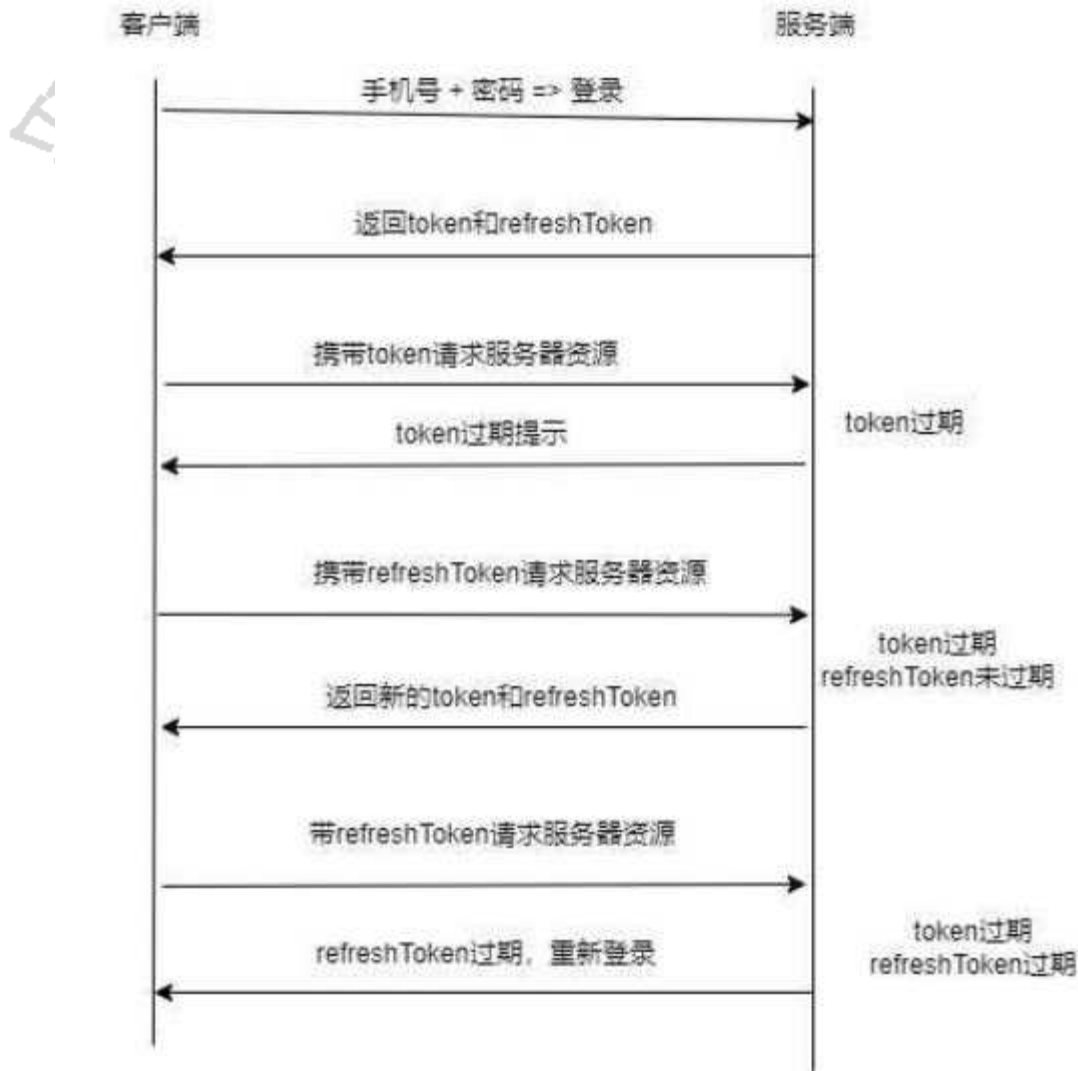 客户端
服务端
手机号 + 密码 => 登录
返回token和refreshToken
携带token请求服务器资源
token过期
token过期提示
携带refreshToken请求服务器资源
token过期
refreshToken未过期
返回新的token和refreshToken
带refreshToken请求服务器资源
token过期
refreshToken过期
refreshToken过期，重新登录